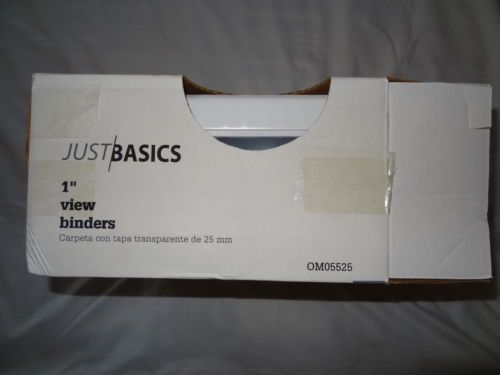 JUST/BASICS
1"
view
binders
Carpeta con tapa transparente de 25 mm
OM05525